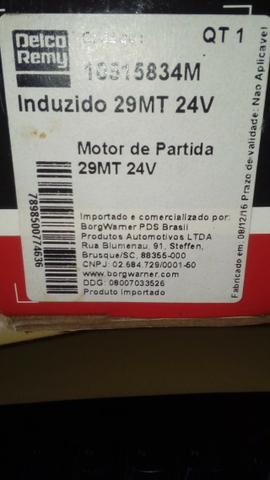 Delco
Remy
QT 1
10515834M
Induzido 29MT 24V
Motor de Partida
29MT 24V
7898500774636
Importado e comercializado por:
BorgWarner PDS Brasil
Produtos Automotivos LTDA
Rua Blumenau, 91, Steffen,
Brusque/SC, 88355-000
CNPJ: 02.684.729/0001-50
www.borgwarner.com
DDG: 08007033526
Produto Importado
Fabricado em: 08/12/16 Prazo de validade: Não Aplicavel